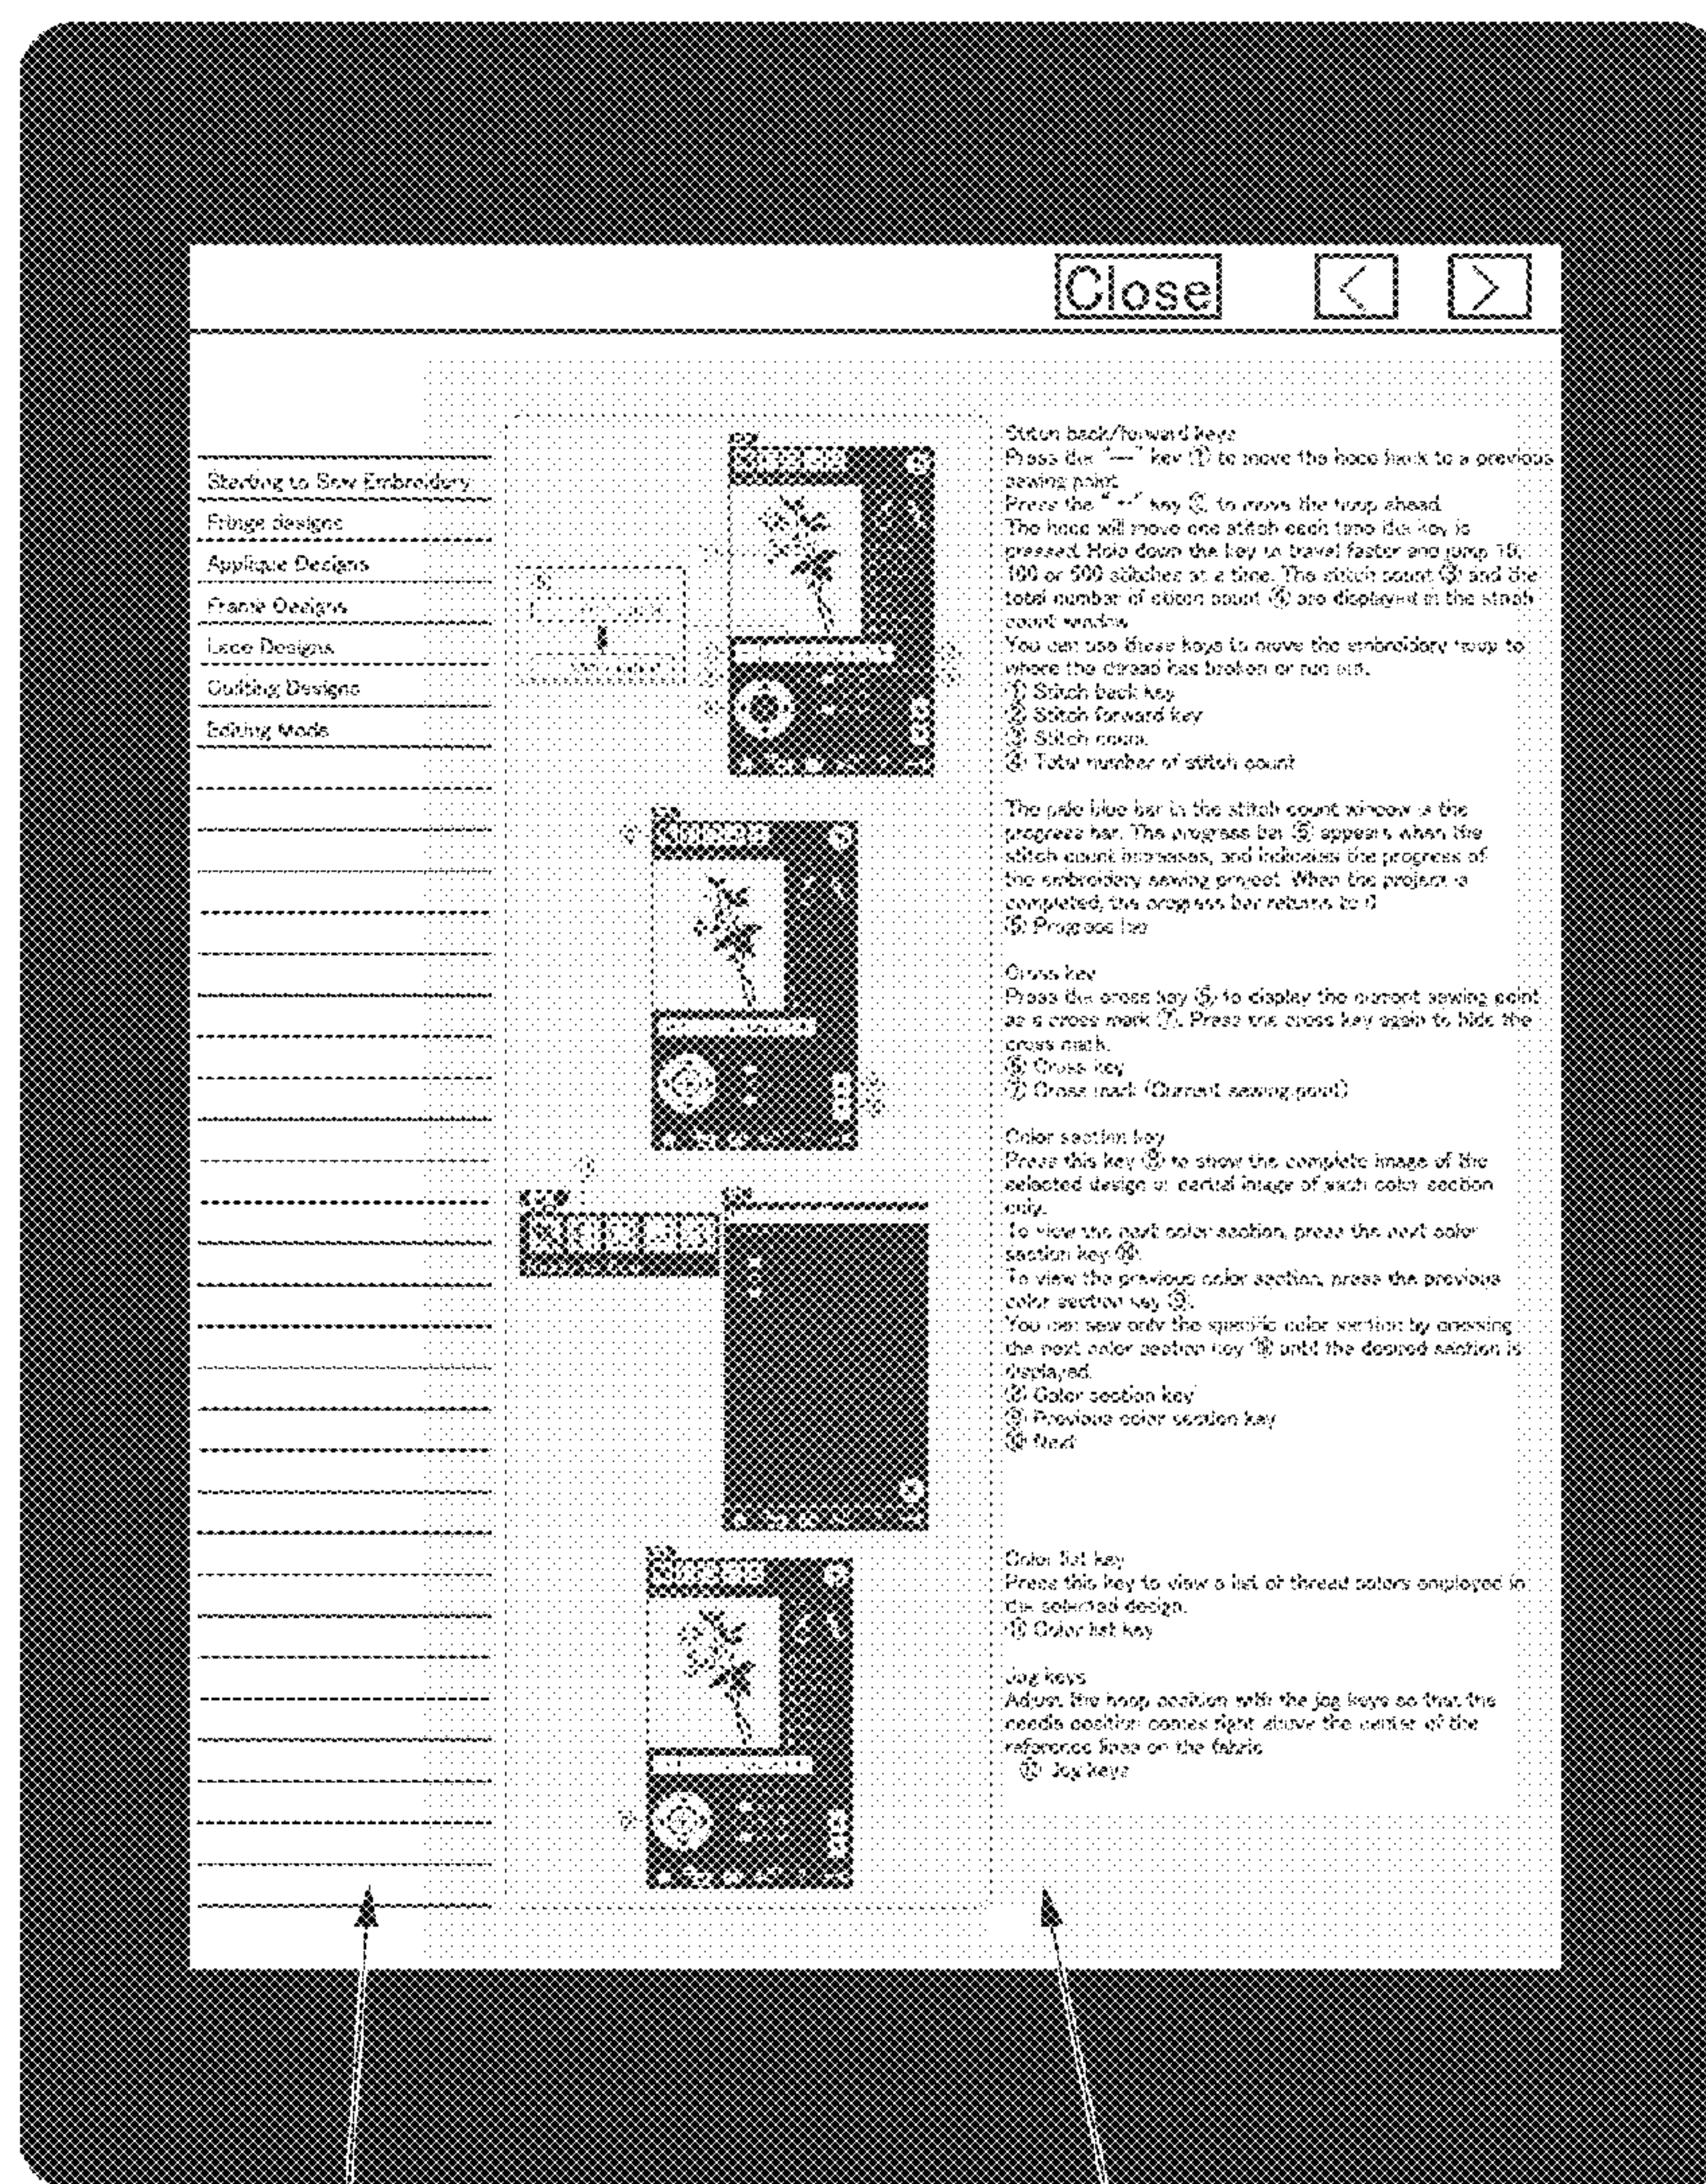 Close < >
Starting to Sew Embroidery
Fringe designs
Applique Designs
Frame Designs
Lace Designs
Quilting Designs
Editing Mode
Stitch back/forward keys
Press the "—" key ① to move the hoop back to a previous
sewing point
Press the " " key ② to move the hoop ahead.
The hoop will move one stitch each time the key is
pressed. Hold down the key to travel faster and jump 10,
100 or 500 stitches at a time. The stitch count ③ and the
total number of stitch count ④ are displayed in the stitch
count window
You can use these keys to move the embroidery hoop to
where the thread has broken or run out.
① Stitch back key
② Stitch forward key
③ Stitch count
④ Total number of stitch count
The pale blue bar in the stitch count window is the
progress bar. The progress bar ⑤ appears when the
stitch count increases, and indicates the progress of
the embroidery sewing project. When the project is
completed, the progress bar returns to 0
⑤ Progress bar
Cross key
Press the cross key ⑥ to display the current sewing point
as a cross mark ⑦. Press the cross key again to hide the
cross mark.
⑥ Cross key
⑦ Cross mark (Current sewing point)
Color section key
Press this key ⑧ to show the complete image of the
selected design or partial image of each color section
only.
To view the next color section, press the next color
section key ⑩.
To view the previous color section, press the previous
color section key ⑨.
You can sew only the specific color section by pressing
the next color section key ⑩ until the desired section is
displayed.
⑧ Color section key
⑨ Previous color section key
⑩ Next
Color list key
Press this key to view a list of thread colors employed in
the selected design.
⑪ Color list key
Jog keys
Adjust the hoop position with the jog keys so that the
needle position comes right above the center of the
reference lines on the fabric
⑫ Jog keys